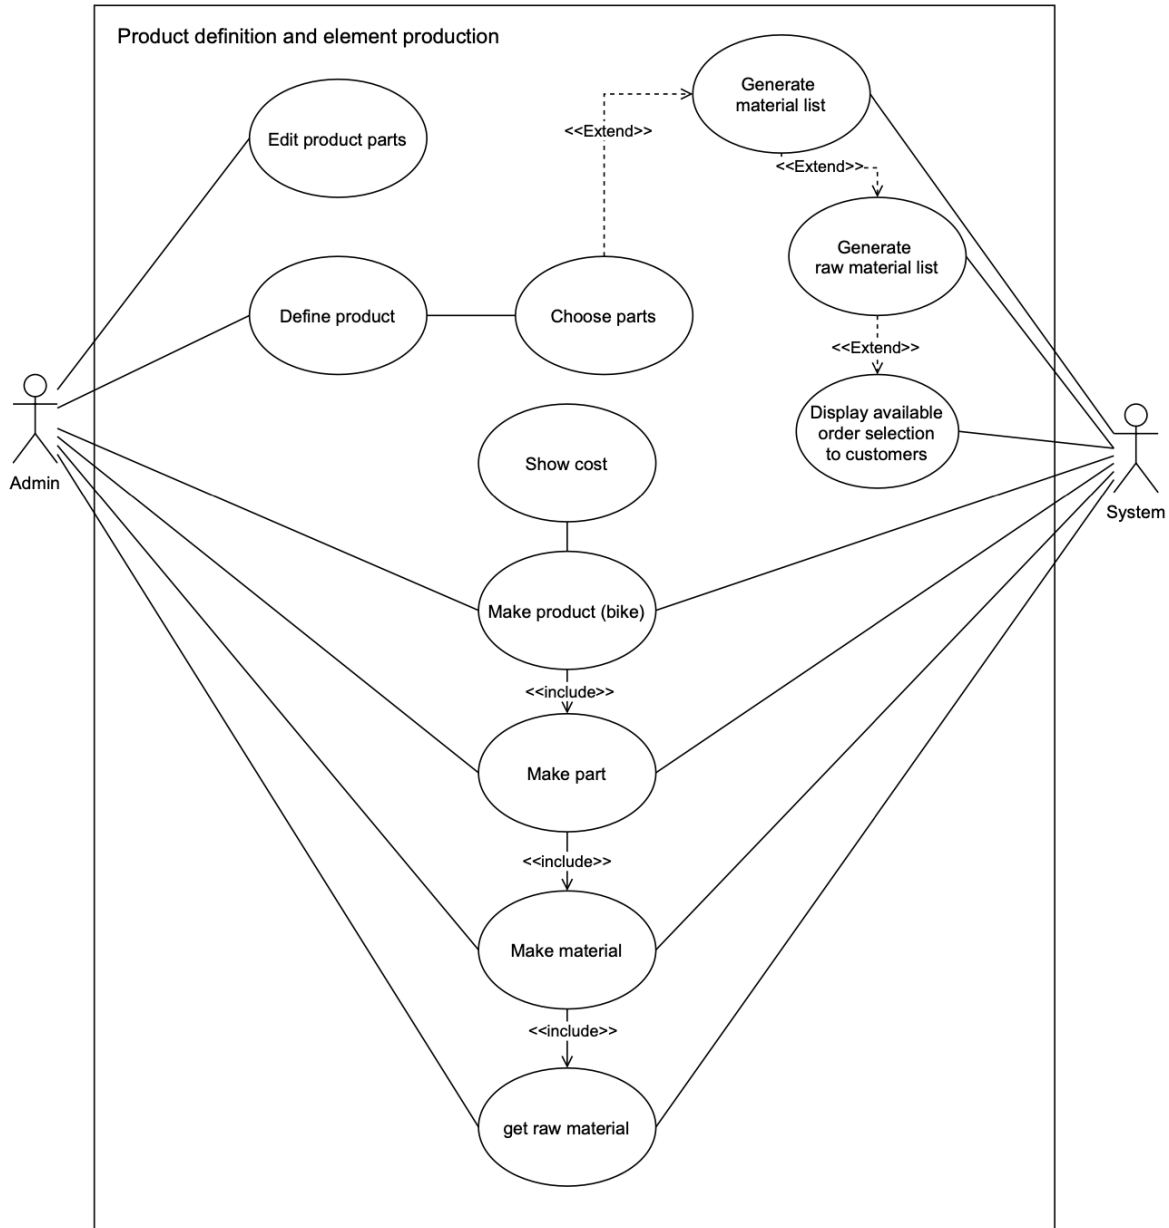 Product definition and element production
Generate
material list
Edit product parts
<<Extend>>
<<Extend>>
Generate
raw material list
Define product
Choose parts
<<Extend>>
Display available
order selection
to customers
Show cost
Admin
System
Make product (bike)
<<include>>
Make part
<<include>>
Make material
<<include>>
get raw material